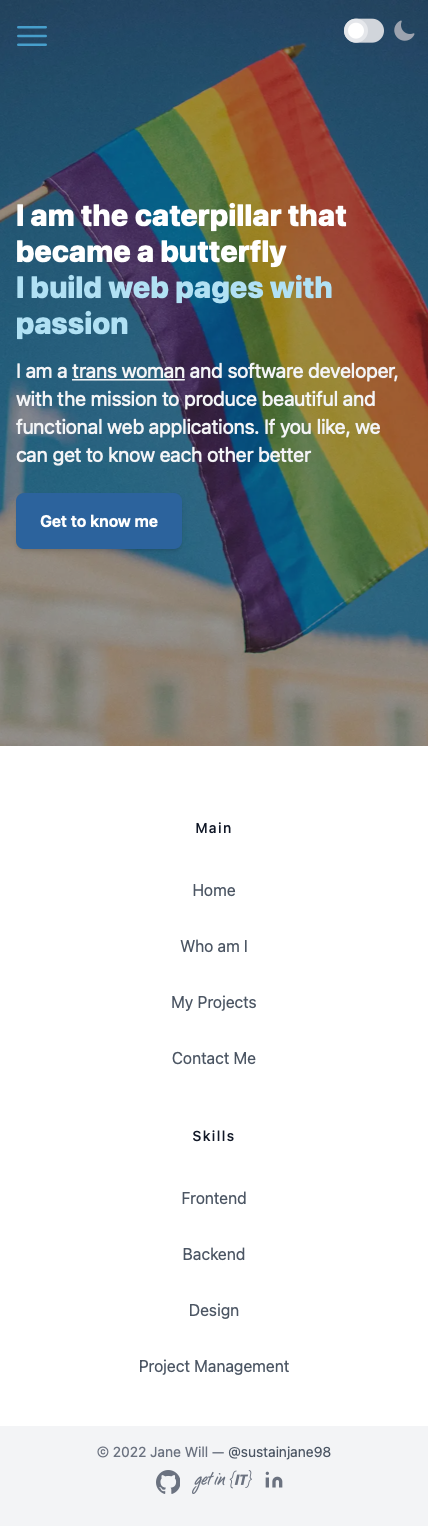 I am the caterpillar that
became a butterfly
I build web pages with
passion
I am a trans woman and software developer,
with the mission to produce beautiful and
functional web applications. If you like, we
can get to know each other better
Get to know me
Main
Home
Who am I
My Projects
Contact Me
Skills
Frontend
Backend
Design
Project Management
© 2022 Jane Will — @sustainjane98
get in {IT} in